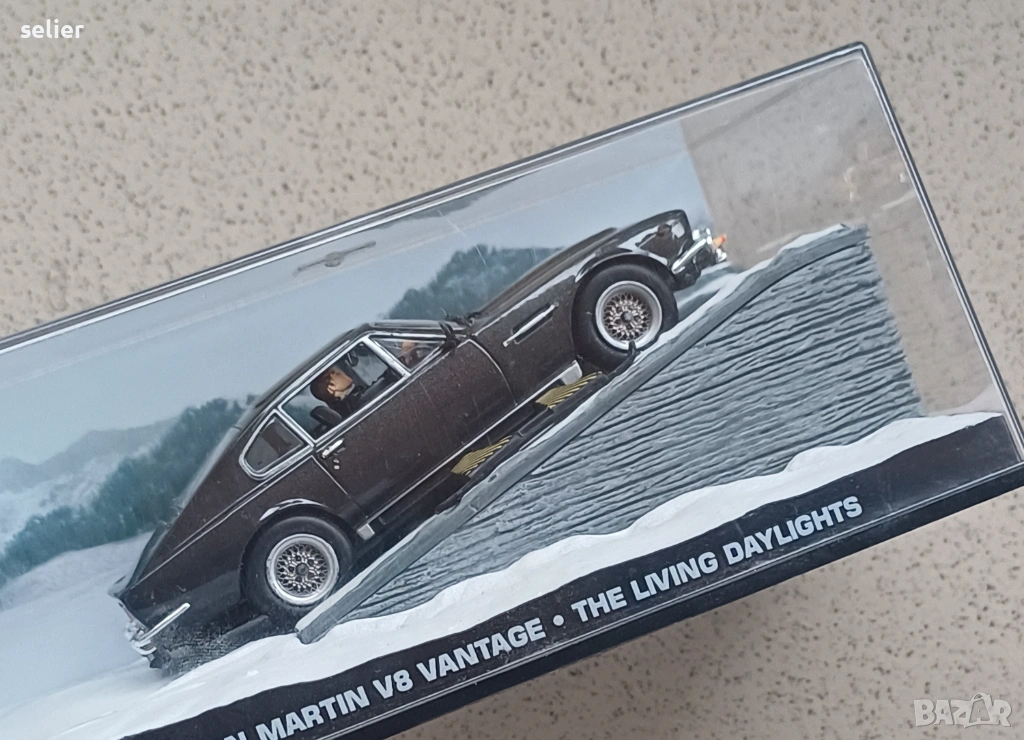 selier
N MARTIN V8 VANTAGE • THE LIVING DAYLIGHTS
BAZAR